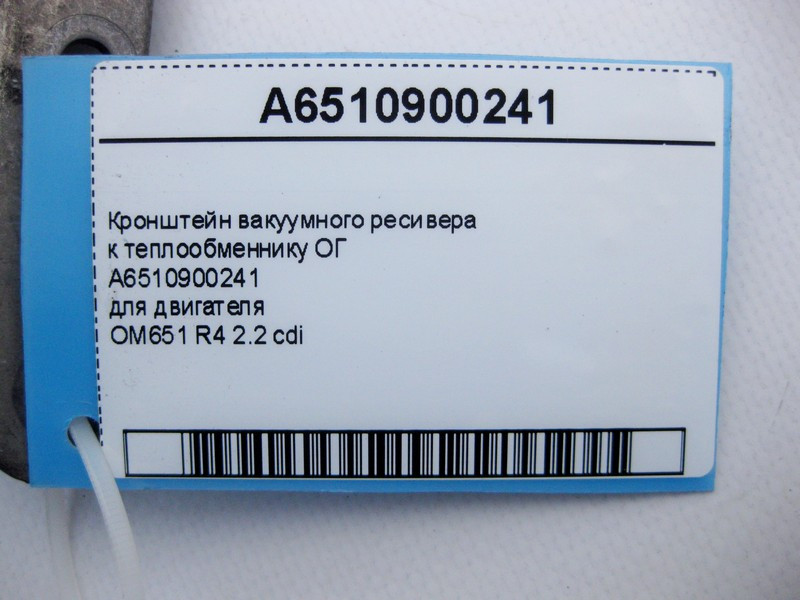 A6510900241
Кронштейн вакуумного ресивера
к теплообменнику ОГ
A6510900241
для двигателя
OM651 R4 2.2 cdi